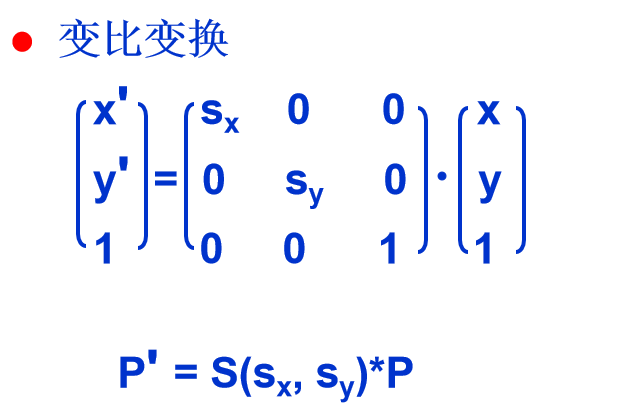 ● 变比变换
x' s_x 0 0 x
y' = 0 s_y 0 · y
1 0 0 1 1
P' = S(s_x, s_y)*P